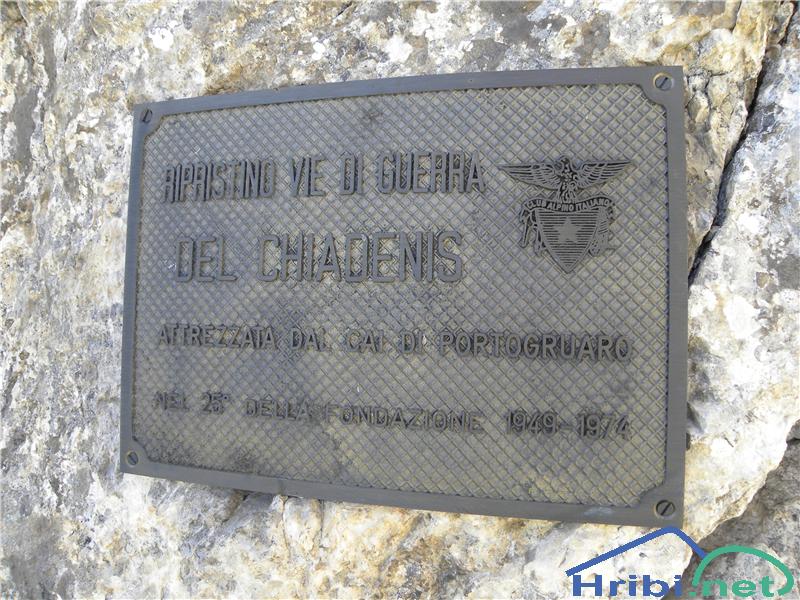 RIPRISTINO VIE DI GUERRA
DEL CHIADENIS
CLUB ALPINO ITALIANO
ATTREZZATA DAL CAI DI PORTOGRUARO
NEL 25° DELLA FONDAZIONE 1949-1974
Hribi.net